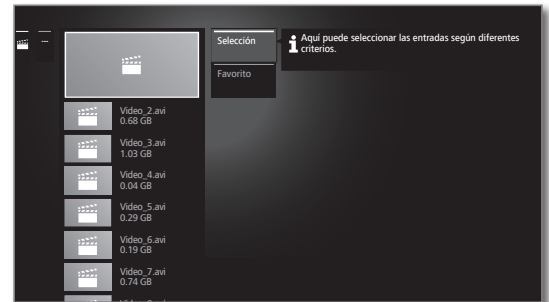 ...
Selección
Aquí puede seleccionar las entradas según diferentes
criterios.
Favorito
Video_2.avi
0.68 GB
Video_3.avi
1.03 GB
Video_4.avi
0.04 GB
Video_5.avi
0.29 GB
Video_6.avi
0.19 GB
Video_7.avi
0.74 GB